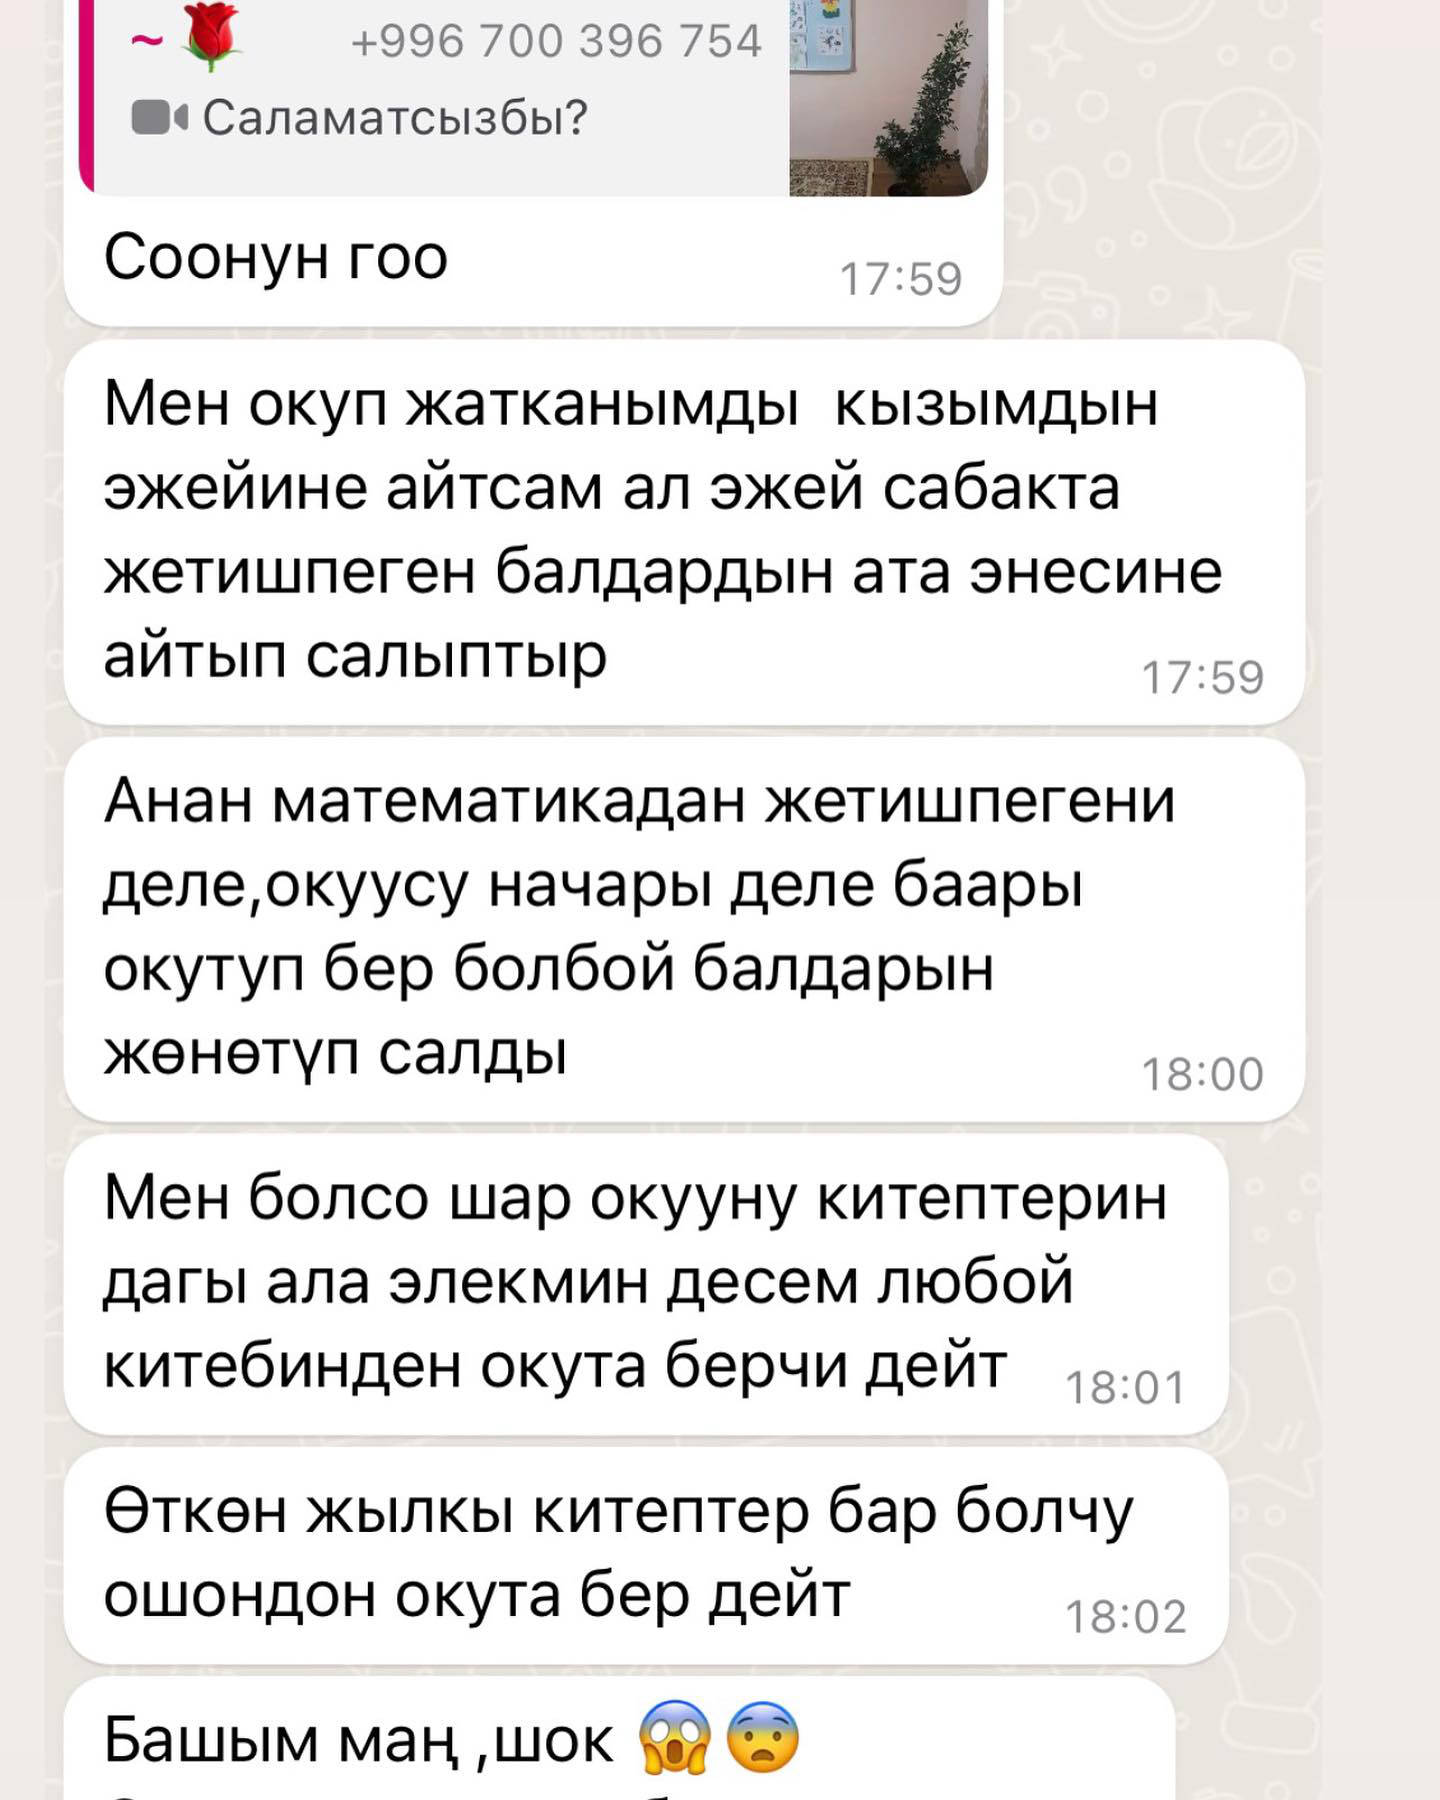 ~🌹 +996 700 396 754
Саламатсызбы?
Соонун гоо
17:59
Мен окуп жатканымды кызымдын
эжейине айтсам ал эжей сабакта
жетишпеген балдардын ата энесине
айтып салыптыр
17:59
Анан математикадан жетишпегени
деле,окуусу начары деле баары
окутуп бер болбой балдарын
жөнөтүп салды
18:00
Мен болсо шар окууну китептерин
дагы ала элекмин десем любой
китебинден окута берчи дейт
18:01
Өткөн жылкы китептер бар болчу
ошондон окута бер дейт
18:02
Башым маң ,шок 😱😨